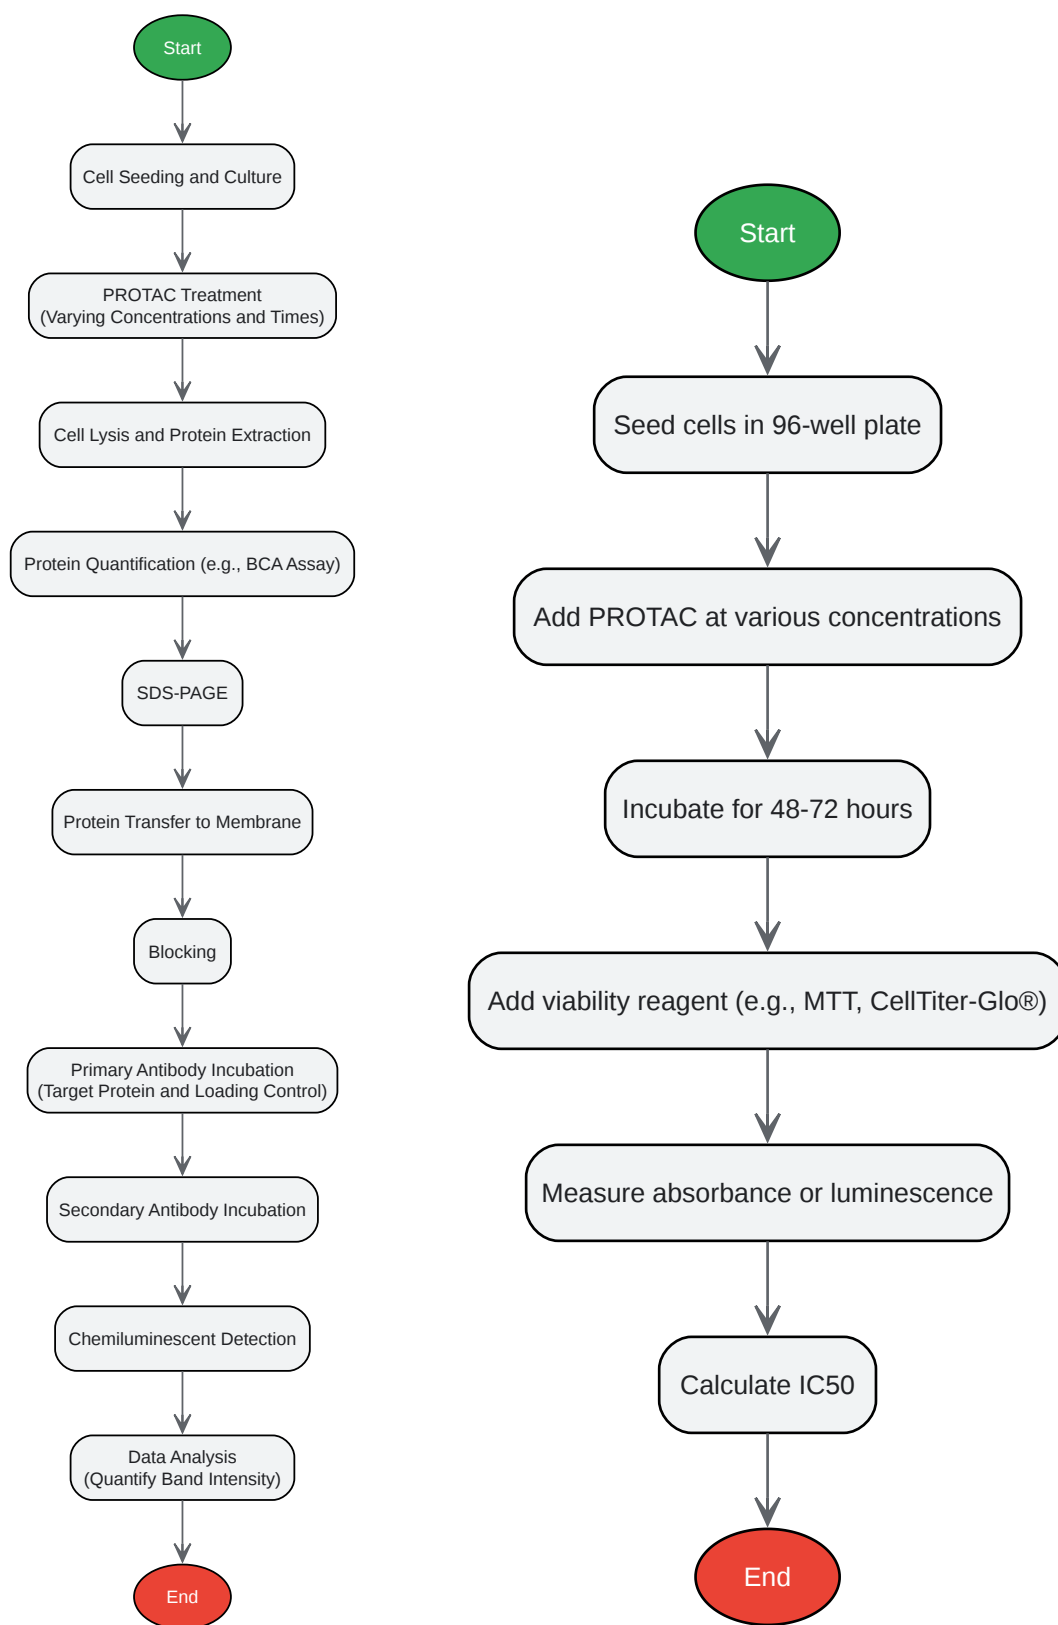 Start
Cell Seeding and Culture
PROTAC Treatment
(Varying Concentrations and Times)
Cell Lysis and Protein Extraction
Protein Quantification (e.g., BCA Assay)
SDS-PAGE
Protein Transfer to Membrane
Blocking
Primary Antibody Incubation
(Target Protein and Loading Control)
Secondary Antibody Incubation
Chemiluminescent Detection
Data Analysis
(Quantify Band Intensity)
End
Start
Seed cells in 96-well plate
Add PROTAC at various concentrations
Incubate for 48-72 hours
Add viability reagent (e.g., MTT, CellTiter-Glo®)
Measure absorbance or luminescence
Calculate IC50
End